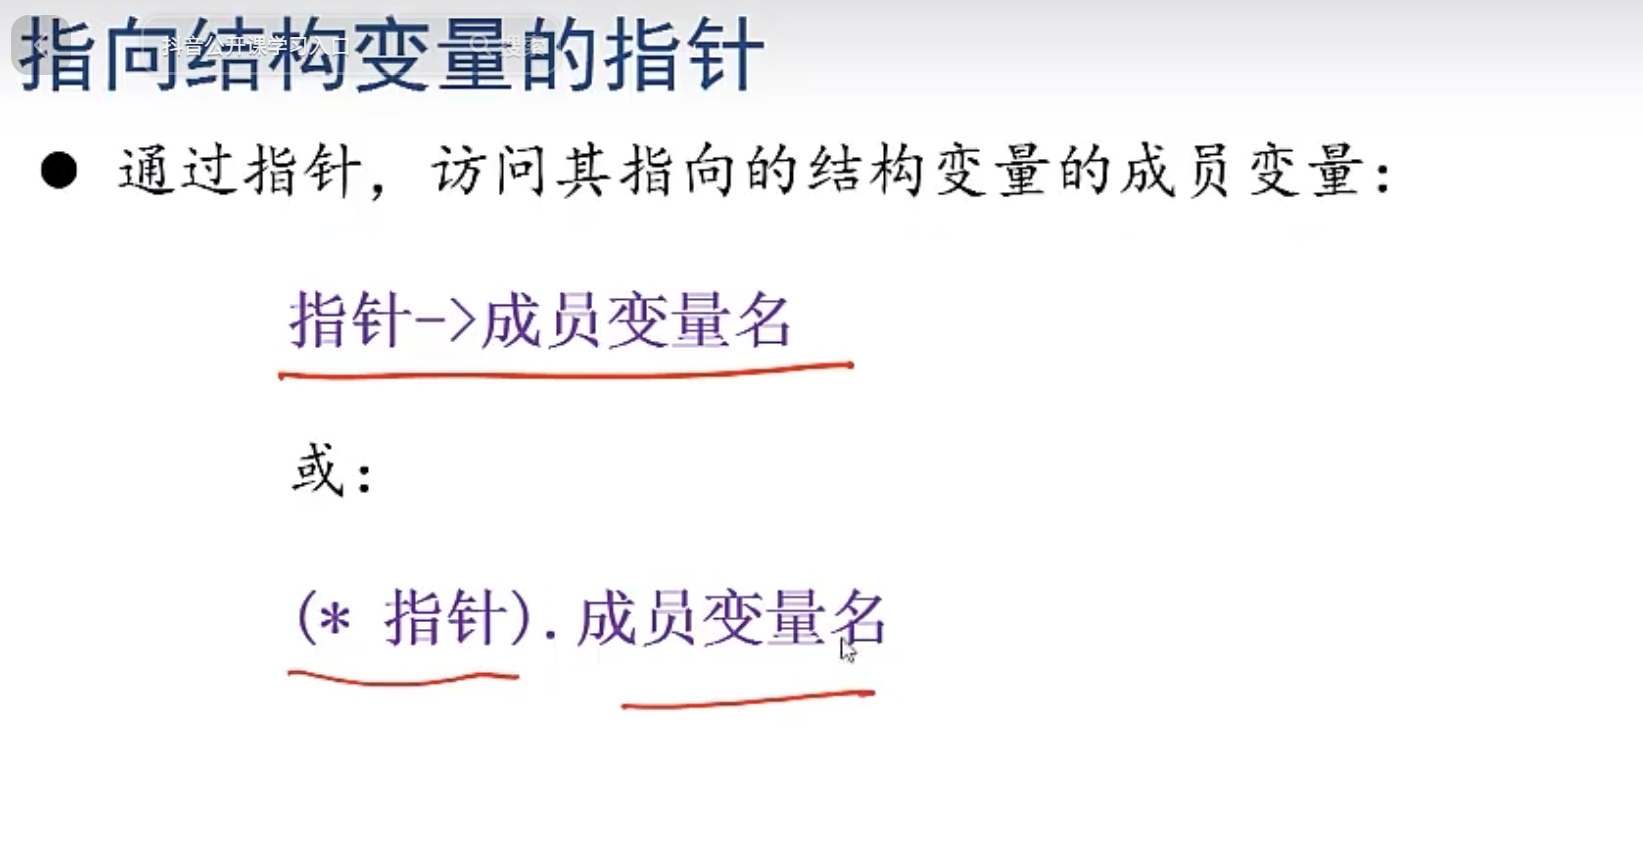 指向结构变量的指针
抖音公开课学习入口 搜索
● 通过指针，访问其指向的结构变量的成员变量：
指针->成员变量名
或：
(* 指针).成员变量名